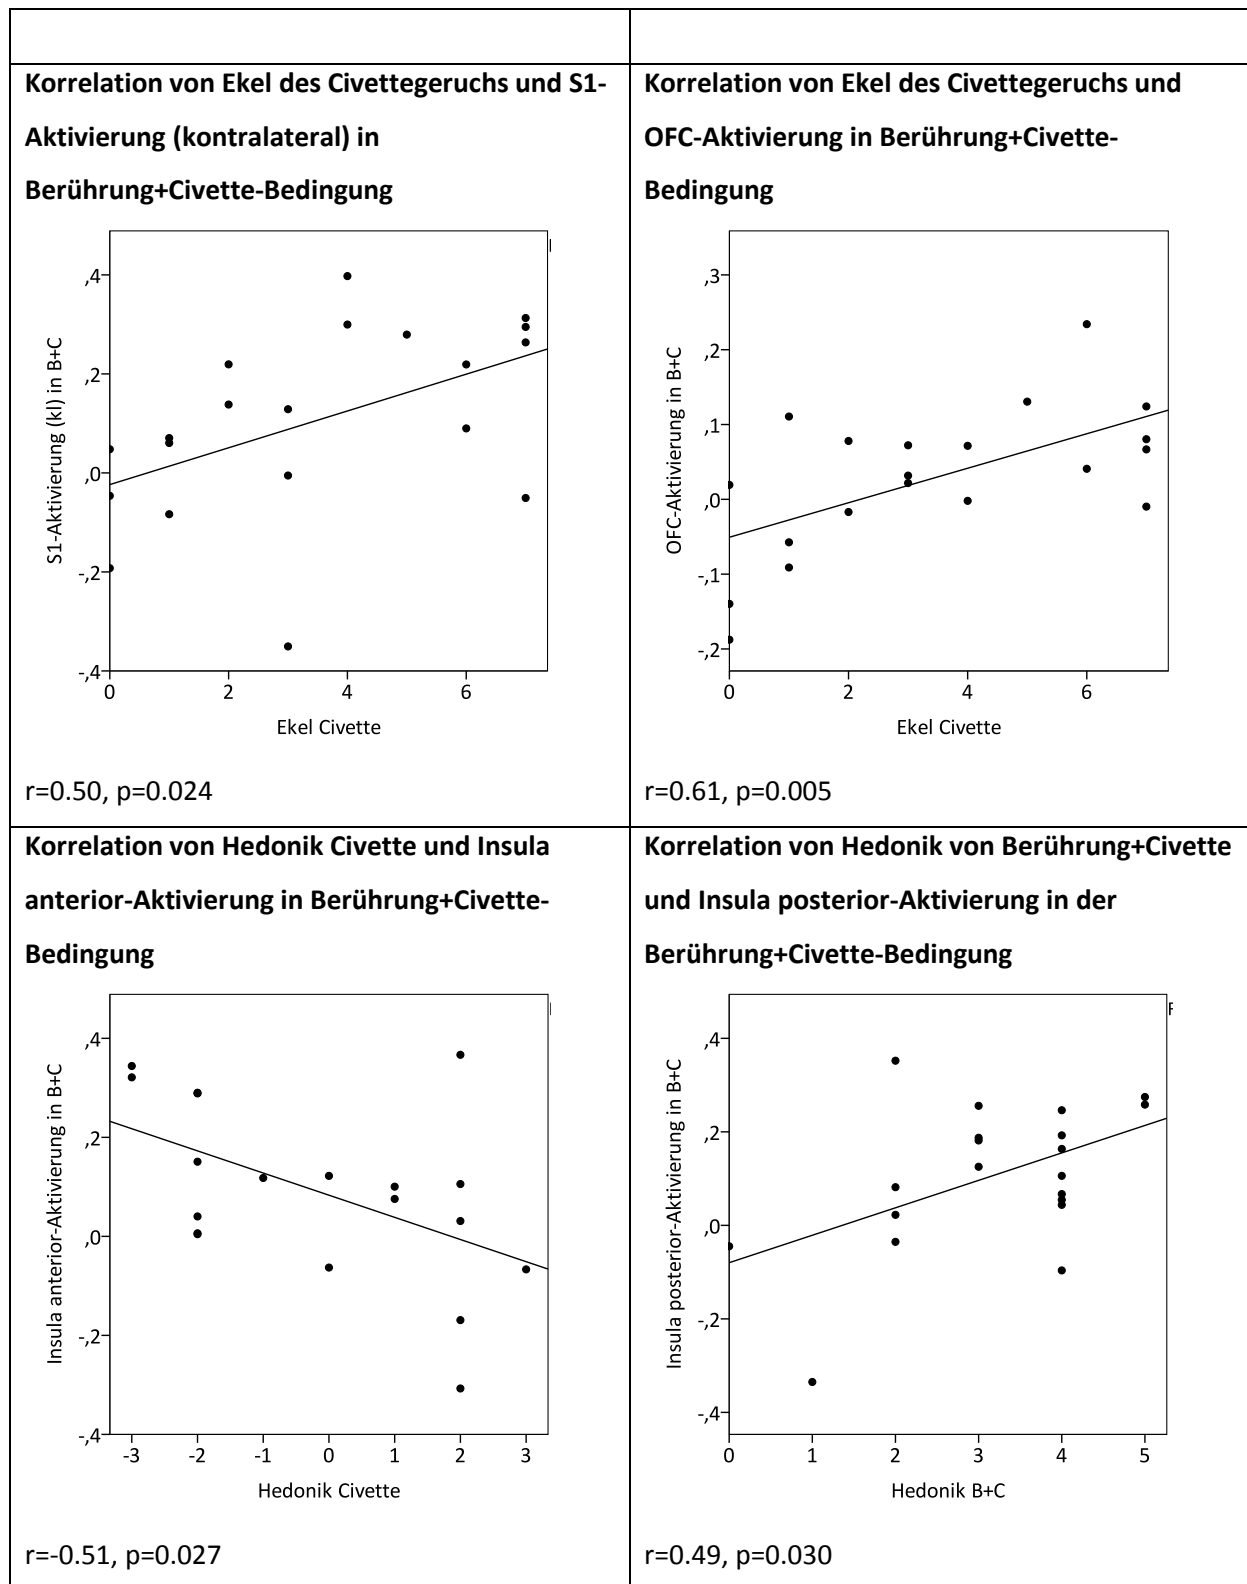 Korrelation von Ekel des Civettegeruchs und S1-
Aktivierung (kontralateral) in
Berührung+Civette-Bedingung
,4
,2
,0
-,2
-,4
S1-Aktivierung (kl) in B+C
0 2 4 6
Ekel Civette
r=0.50, p=0.024
Korrelation von Ekel des Civettegeruchs und
OFC-Aktivierung in Berührung+Civette-
Bedingung
,3
,2
,1
,0
-,1
-,2
OFC-Aktivierung in B+C
0 2 4 6
Ekel Civette
r=0.61, p=0.005
Korrelation von Hedonik Civette und Insula
anterior-Aktivierung in Berührung+Civette-
Bedingung
,4
,2
,0
-,2
-,4
Insula anterior-Aktivierung in B+C
-3 -2 -1 0 1 2 3
Hedonik Civette
r=-0.51, p=0.027
Korrelation von Hedonik von Berührung+Civette
und Insula posterior-Aktivierung in der
Berührung+Civette-Bedingung
,4
,2
,0
-,2
-,4
Insula posterior-Aktivierung in B+C
0 1 2 3 4 5
Hedonik B+C
r=0.49, p=0.030